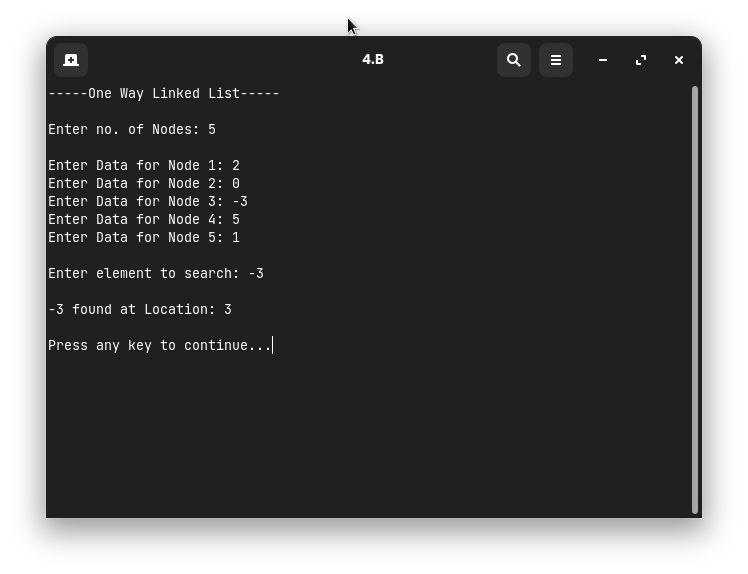 4.B
-----One Way Linked List-----
Enter no. of Nodes: 5
Enter Data for Node 1: 2
Enter Data for Node 2: 0
Enter Data for Node 3: -3
Enter Data for Node 4: 5
Enter Data for Node 5: 1
Enter element to search: -3
-3 found at Location: 3
Press any key to continue...